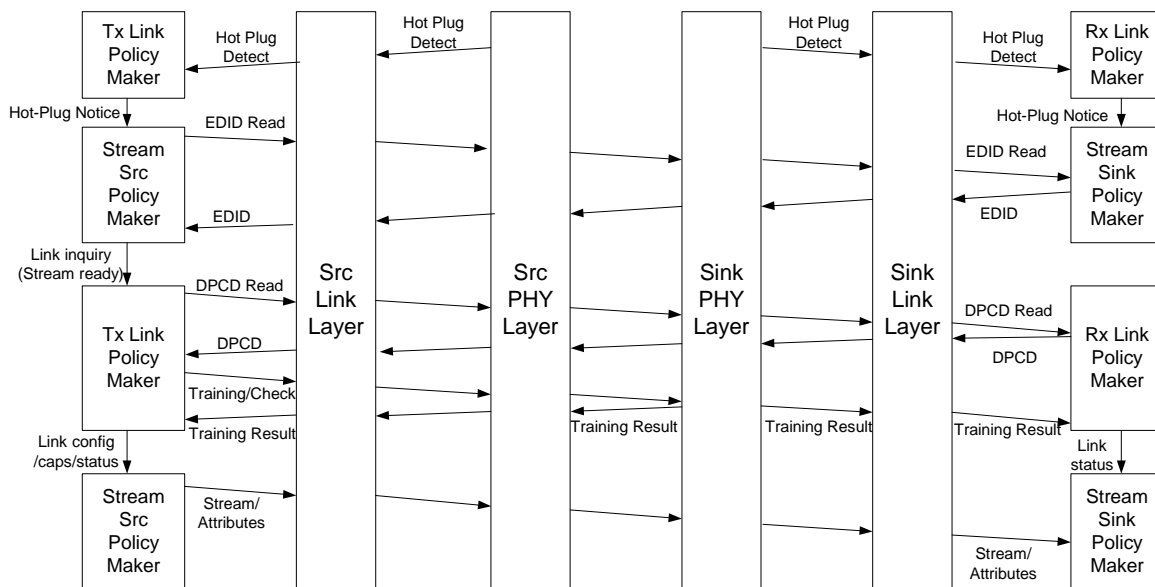 Tx Link
Policy
Maker
Hot Plug
Detect
Hot Plug
Detect
Hot Plug
Detect
Hot Plug
Detect
Rx Link
Policy
Maker
Hot-Plug Notice
Hot-Plug Notice
Stream
Src
Policy
Maker
EDID Read
EDID
EDID Read
EDID
Stream
Sink
Policy
Maker
Link inquiry
(Stream ready)
Src
Link
Layer
Src
PHY
Layer
Sink
PHY
Layer
Sink
Link
Layer
Tx Link
Policy
Maker
DPCD Read
DPCD
Training/Check
Training Result
Training Result
Training Result
Training Result
DPCD Read
DPCD
Rx Link
Policy
Maker
Link config
/caps/status
Link
status
Stream
Src
Policy
Maker
Stream/
Attributes
Stream/
Attributes
Stream
Sink
Policy
Maker